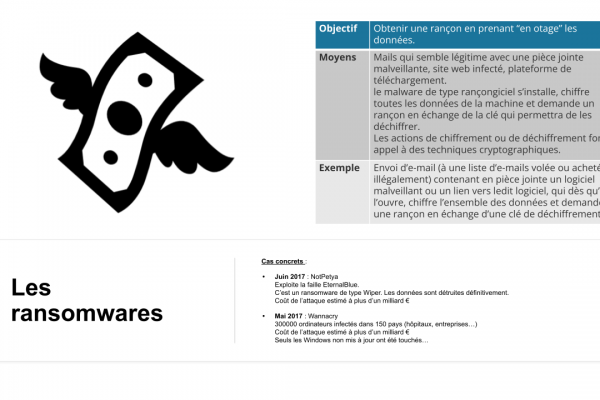 Objectif
Obtenir une rançon en prenant “en otage” les
données.
Moyens
Mails qui semble légitime avec une pièce jointe
malveillante, site web infecté, plateforme de
téléchargement.
le malware de type rançongiciel s’installe, chiffre
toutes les données de la machine et demande un
rançon en échange de la clé qui permettra de les
déchiffrer.
Les actions de chiffrement ou de déchiffrement
appel à des techniques cryptographiques.
Exemple
Envoi d’e-mail (à une liste d’e-mails volée ou
illégalement) contenant en pièce jointe un logiciel
malveillant ou un lien vers ledit logiciel, qui dès
l’ouvre, chiffre l’ensemble des données et
une rançon en échange d’une clé de déchiffrement
Les
ransomwares
Cas concrets :
• Juin 2017 : NotPetya
Exploite la faille EternalBlue.
C’est un ransomware de type Wiper. Les données sont détruites définitivement.
Coût de l’attaque estimé à plus d’un milliard €
• Mai 2017 : Wannacry
300000 ordinateurs infectés dans 150 pays (hôpitaux, entreprises…)
Coût de l’attaque estimé à plus d’un milliard €
Seuls les Windows non mis à jour ont été touchés…